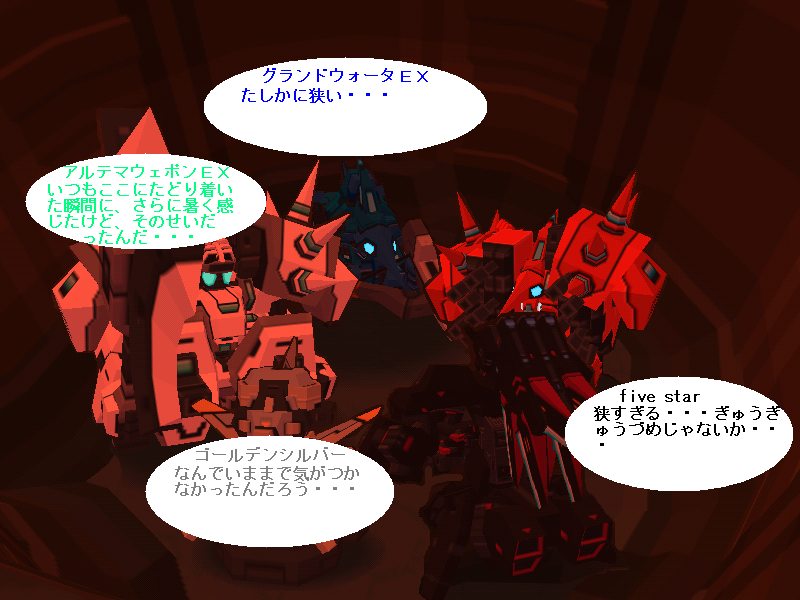 グランドウォータＥＸ
たしかに狭い・・・
アルテマウェポンＥＸ
いつもここにたどり着い
た瞬間に、さらに暑く感
じたけど、そのせいだ
ったんだ・・・
five star
狭すぎる・・・ぎゅうぎ
ゅうづめじゃないか・・
・
ゴールデンシルバー
なんでいままで気がつか
なかったんだろう・・・